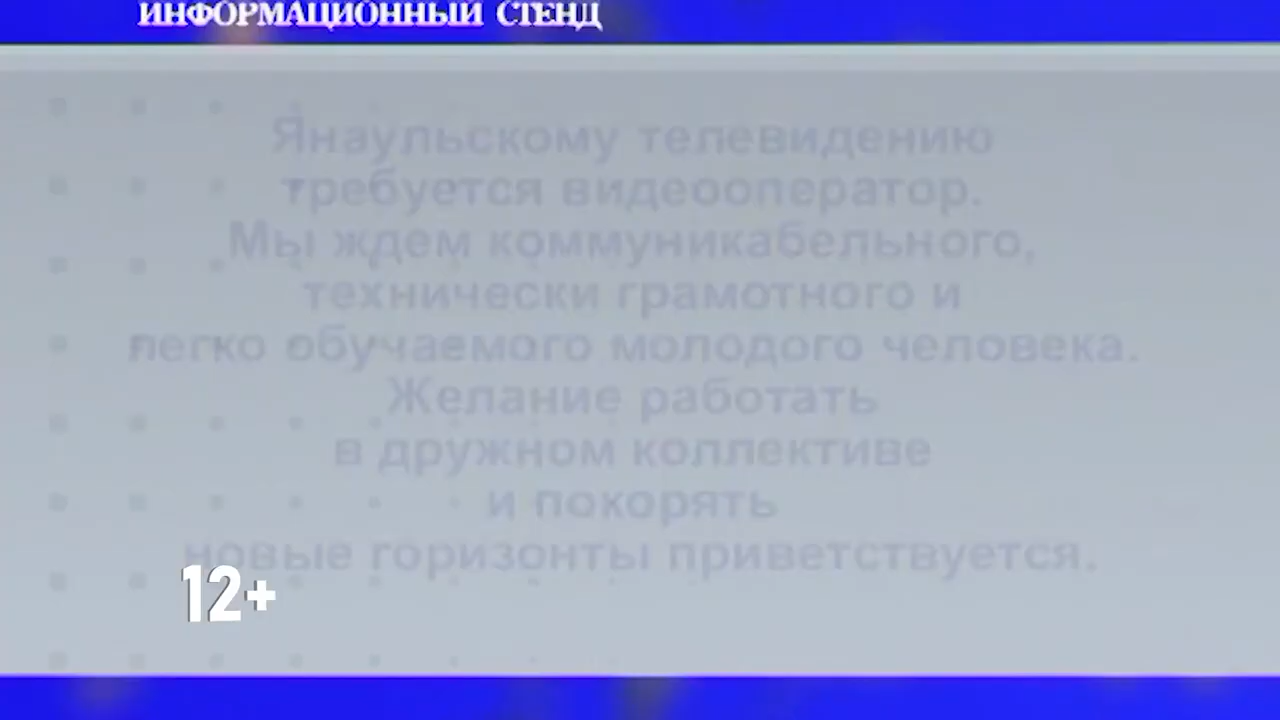 ИНФОРМАЦИОННЫЙ СТЕНД
Янаульскому телевидению
требуется видеооператор.
Мы ждем коммуникабельного,
технически грамотного и
легко обучаемого молодого человека.
Желание работать
в дружном коллективе
и покорять
новые горизонты приветствуется.
12+